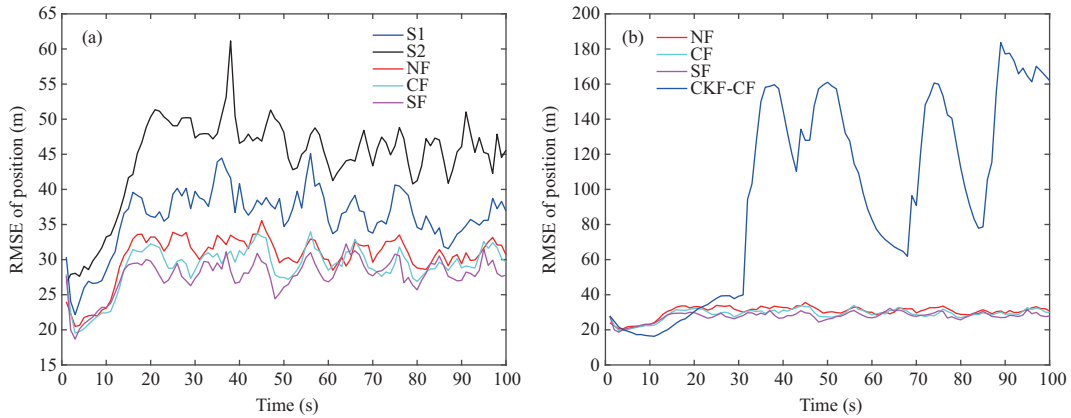 (a)
S1
S2
NF
CF
SF
65
60
55
50
45
40
35
30
25
20
15
RMSE of position (m)
0 10 20 30 40 50 60 70 80 90 100
Time (s)
(b)
NF
CF
SF
CKF-CF
200
180
160
140
120
100
80
60
40
20
0
RMSE of position (m)
0 10 20 30 40 50 60 70 80 90 100
Time (s)